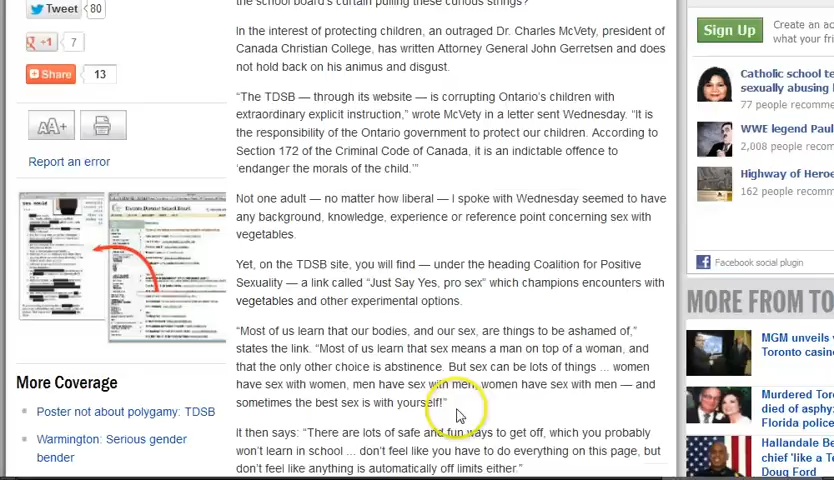 the school board's curtain pulling these curious strings?
Tweet 80
+1 7
Share 13
AA+
Report an error
More Coverage
Poster not about polygamy: TDSB
Warmington: Serious gender
bender
In the interest of protecting children, an outraged Dr. Charles McVety, president of
Canada Christian College, has written Attorney General John Gerretsen and does
not hold back on his animus and disgust.
“The TDSB — through its website — is corrupting Ontario's children with
extraordinary explicit instruction,” wrote McVety in a letter sent Wednesday. “It is
the responsibility of the Ontario government to protect our children. According to
Section 172 of the Criminal Code of Canada, it is an indictable offence to
‘endanger the morals of the child.’”
Not one adult — no matter how liberal — I spoke with Wednesday seemed to have
any background, knowledge, experience or reference point concerning sex with
vegetables.
Yet, on the TDSB site, you will find — under the heading Coalition for Positive
Sexuality — a link called “Just Say Yes, pro sex” which champions encounters with
vegetables and other experimental options.
“Most of us learn that our bodies, and our sex, are things to be ashamed of,”
states the link. “Most of us learn that sex means a man on top of a woman, and
that the only other choice is abstinence. But sex can be lots of things ... women
have sex with women, men have sex with men, women have sex with men — and
sometimes the best sex is with yourself!”
It then says: “There are lots of safe and fun ways to get off, which you probably
won't learn in school ... don't feel like you have to do everything on this page, but
don't feel like anything is automatically off limits either.”
Sign Up
Create an
what your
Catholic school
sexually abusing
77 people
WWE legend Paul
2,008 people
Highway of
162 people
Facebook social plugin
MORE FROM
MGM unveils
Toronto
Murdered
died of
Florida
Hallandale
chief 'like a
Doug Ford